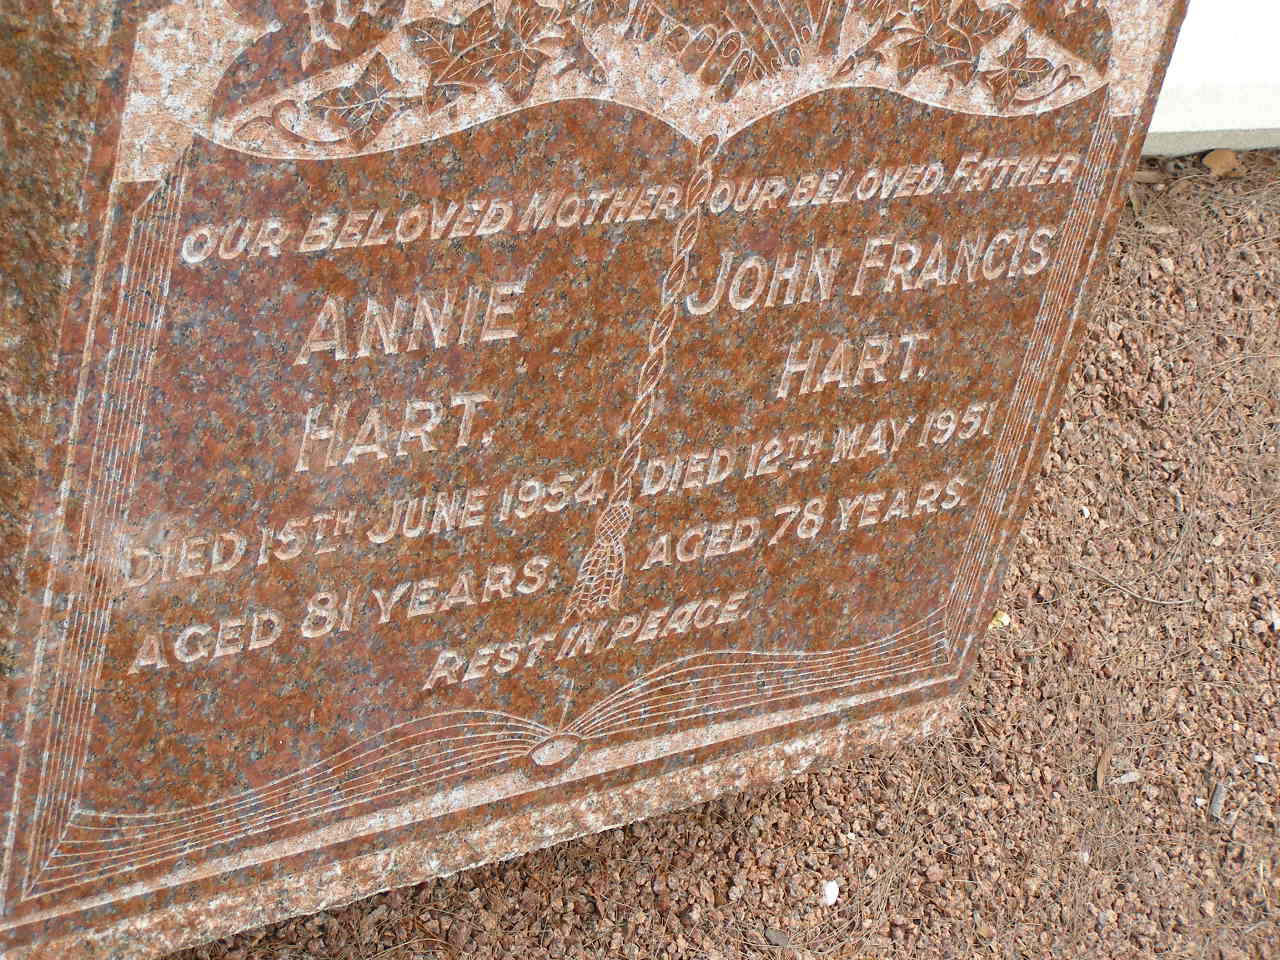 OUR BELOVED MOTHER
ANNIE
HART.
DIED 15TH JUNE 1954.
AGED 81 YEARS.
OUR BELOVED FATHER
JOHN FRANCIS
HART.
DIED 12TH MAY 1951
AGED 78 YEARS.
REST IN PEACE.